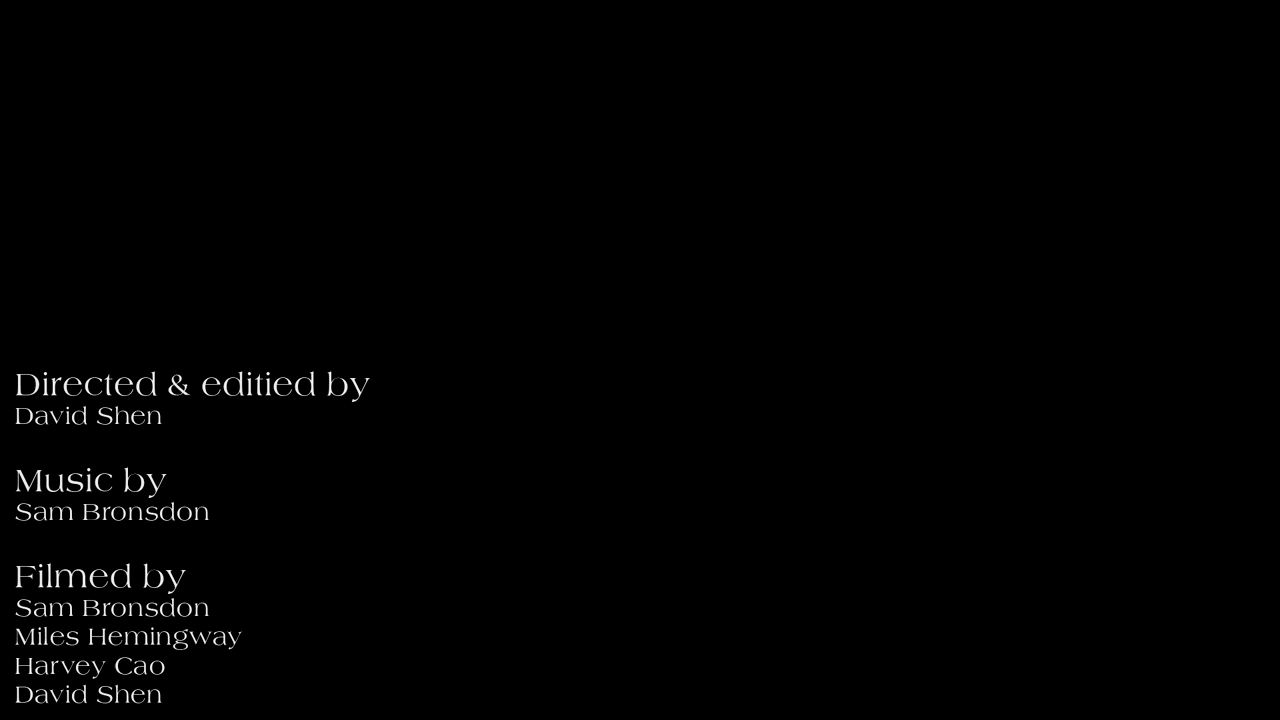 Directed & editied by
David Shen
Music by
Sam Bronsdon
Filmed by
Sam Bronsdon
Miles Hemingway
Harvey Cao
David Shen